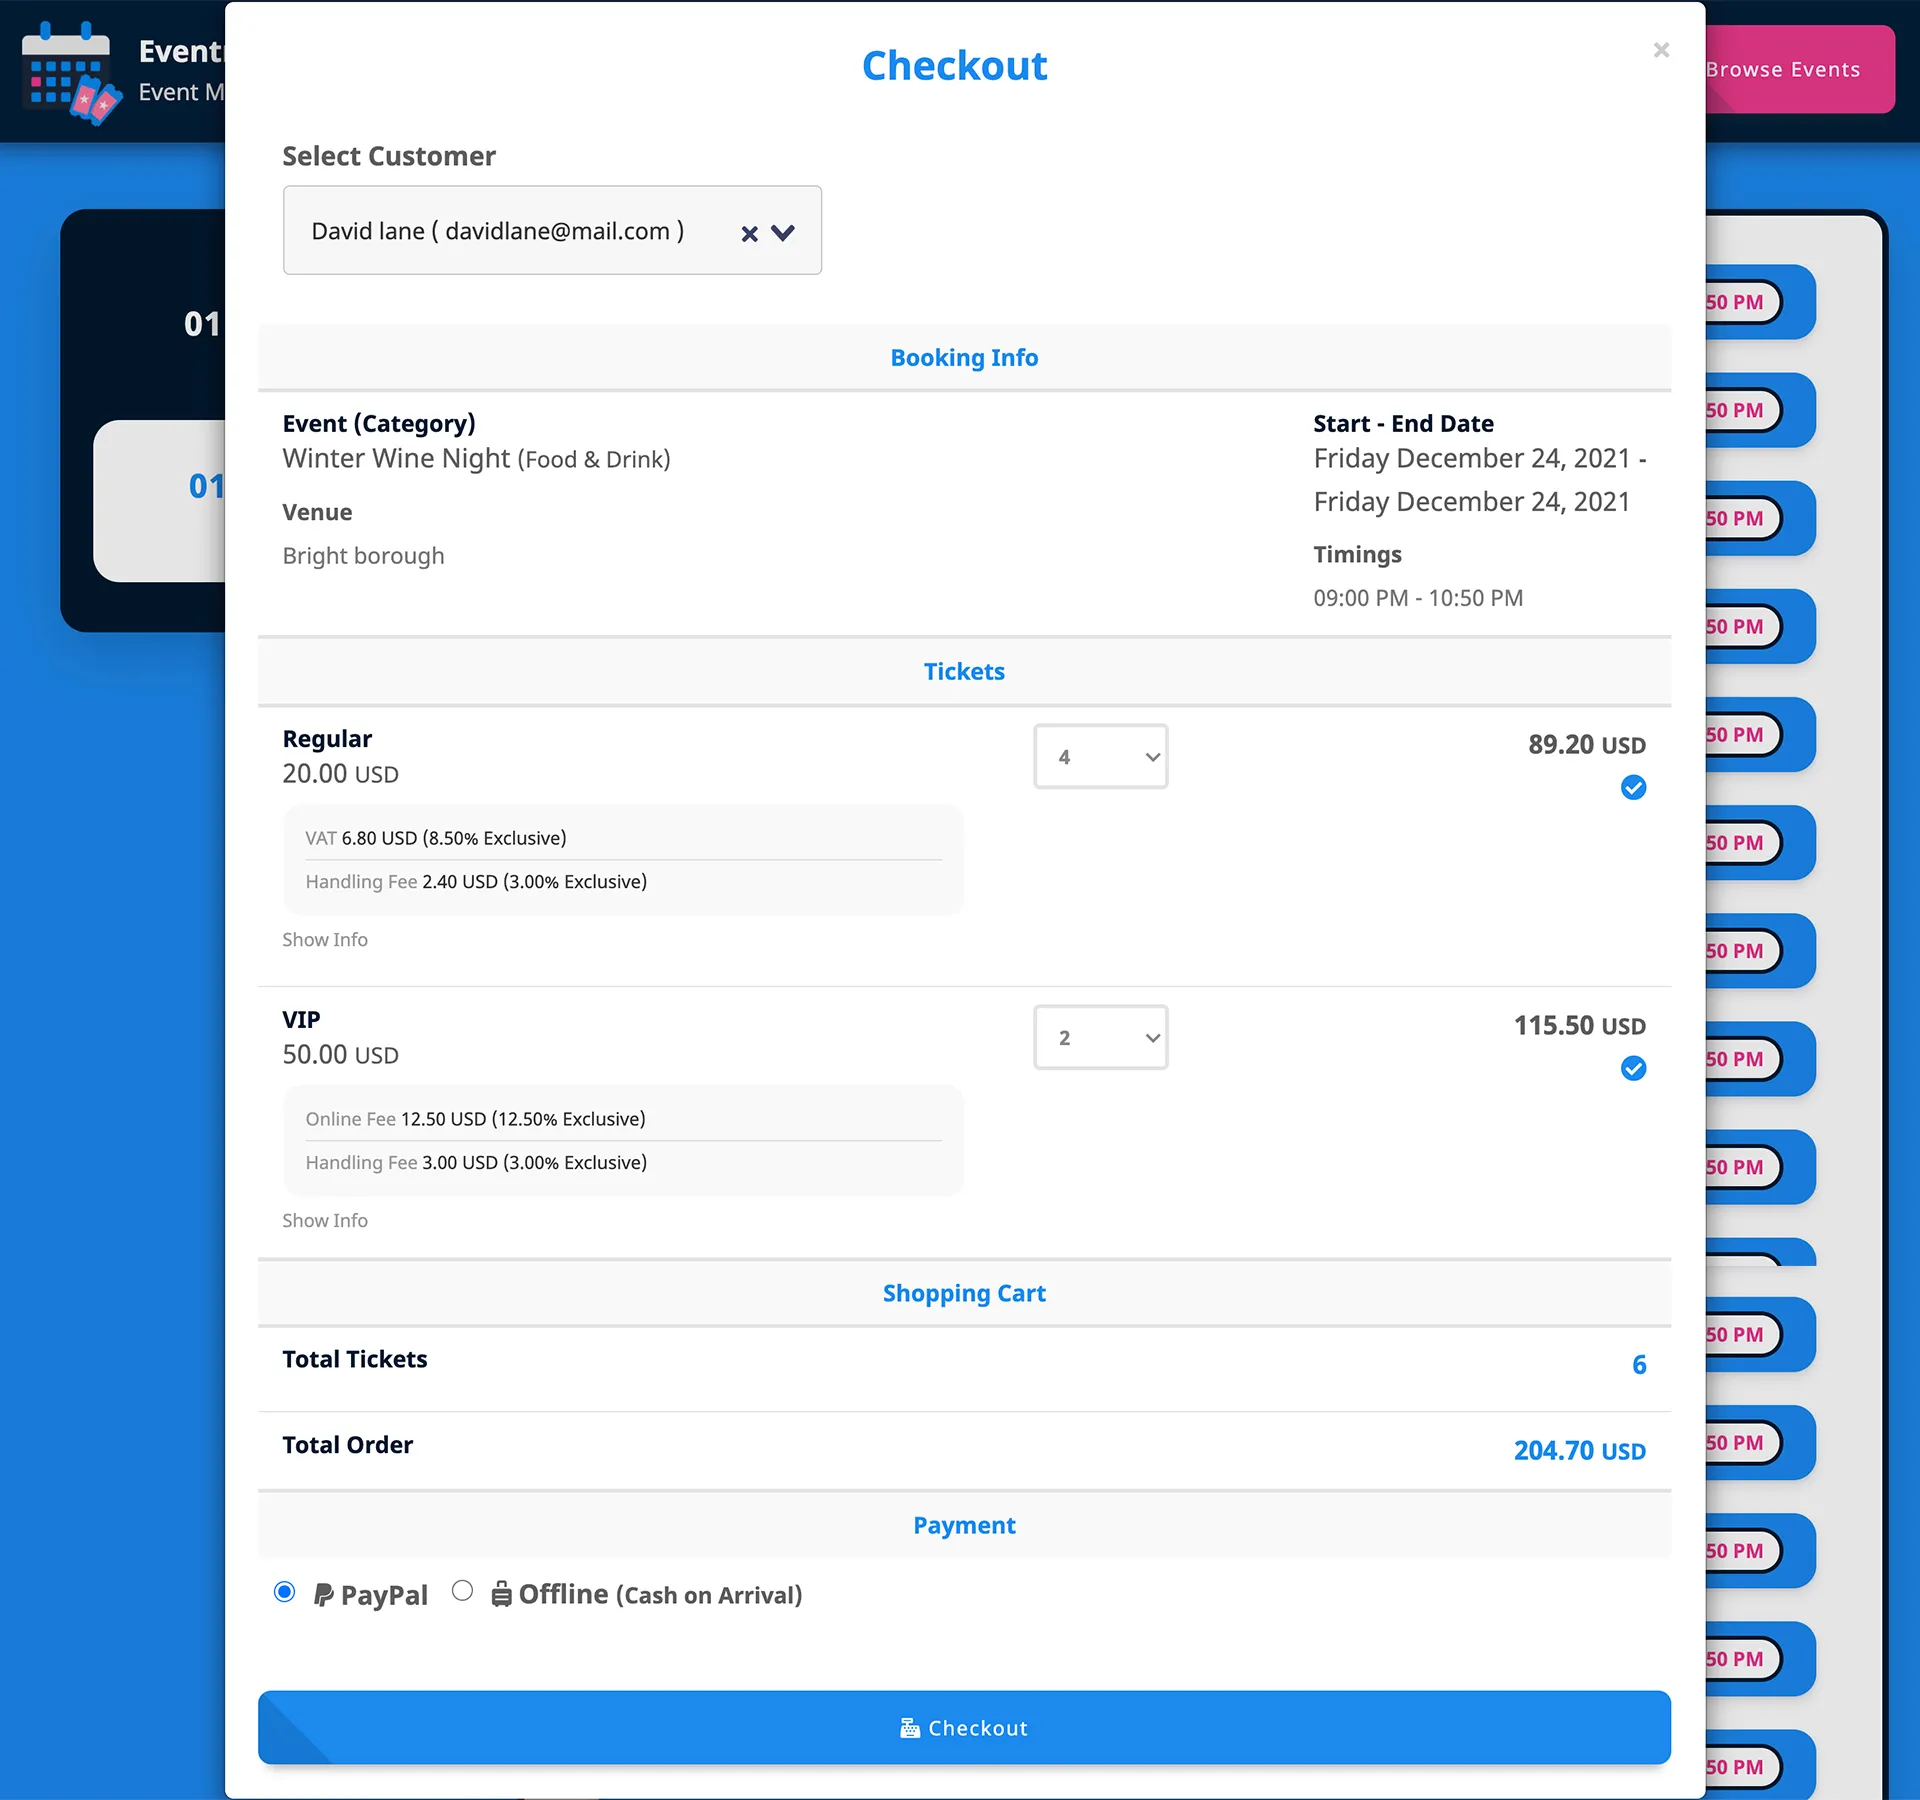 Checkout
×
Event
Event M
Browse Events
Select Customer
David lane ( davidlane@mail.com )
01
01
Booking Info
Event (Category)
Winter Wine Night (Food & Drink)
Venue
Bright borough
Start - End Date
Friday December 24, 2021 -
Friday December 24, 2021
Timings
09:00 PM - 10:50 PM
Tickets
Regular
20.00 USD
4
89.20 USD
VAT 6.80 USD (8.50% Exclusive)
Handling Fee 2.40 USD (3.00% Exclusive)
Show Info
VIP
50.00 USD
2
115.50 USD
Online Fee 12.50 USD (12.50% Exclusive)
Handling Fee 3.00 USD (3.00% Exclusive)
Show Info
Shopping Cart
Total Tickets
6
Total Order
204.70 USD
Payment
PayPal
Offline (Cash on Arrival)
Checkout
50 PM
50 PM
50 PM
50 PM
50 PM
50 PM
50 PM
50 PM
50 PM
50 PM
50 PM
50 PM
50 PM
50 PM